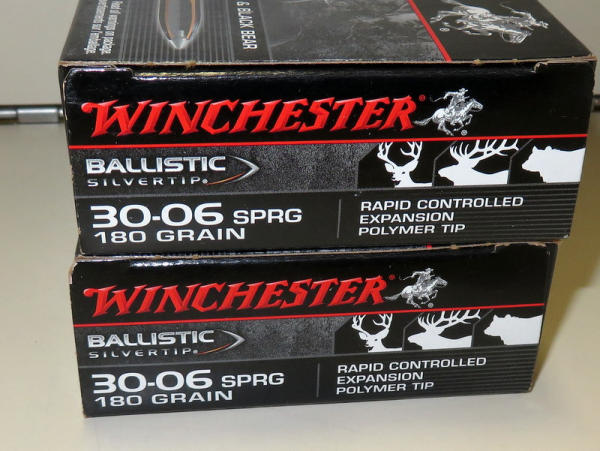 & BLACK BEAR
WINCHESTER®
BALLISTIC
SILVERTIP®
30-06 SPRG
180 GRAIN
RAPID CONTROLLED
EXPANSION
POLYMER TIP
WINCHESTER®
BALLISTIC
SILVERTIP®
30-06 SPRG
180 GRAIN
RAPID CONTROLLED
EXPANSION
POLYMER TIP